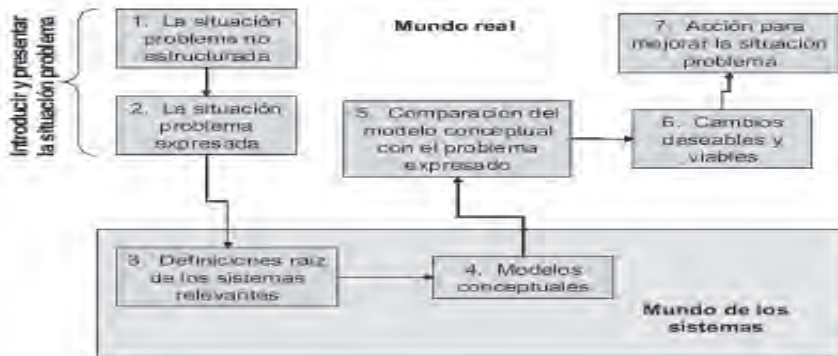 Introducir y presentar
la situación problema
1. La situación
problema no
estructurada
2. La situación
problema
expresada
Mundo real
7. Acción para
mejorar la situación
problema
5. Comparación del
modelo conceptual
con el problema
expresado
6. Cambios
deseables y
viables
3. Definiciones raíz
de los sistemas
relevantes
4. Modelos
conceptuales
Mundo de los
sistemas